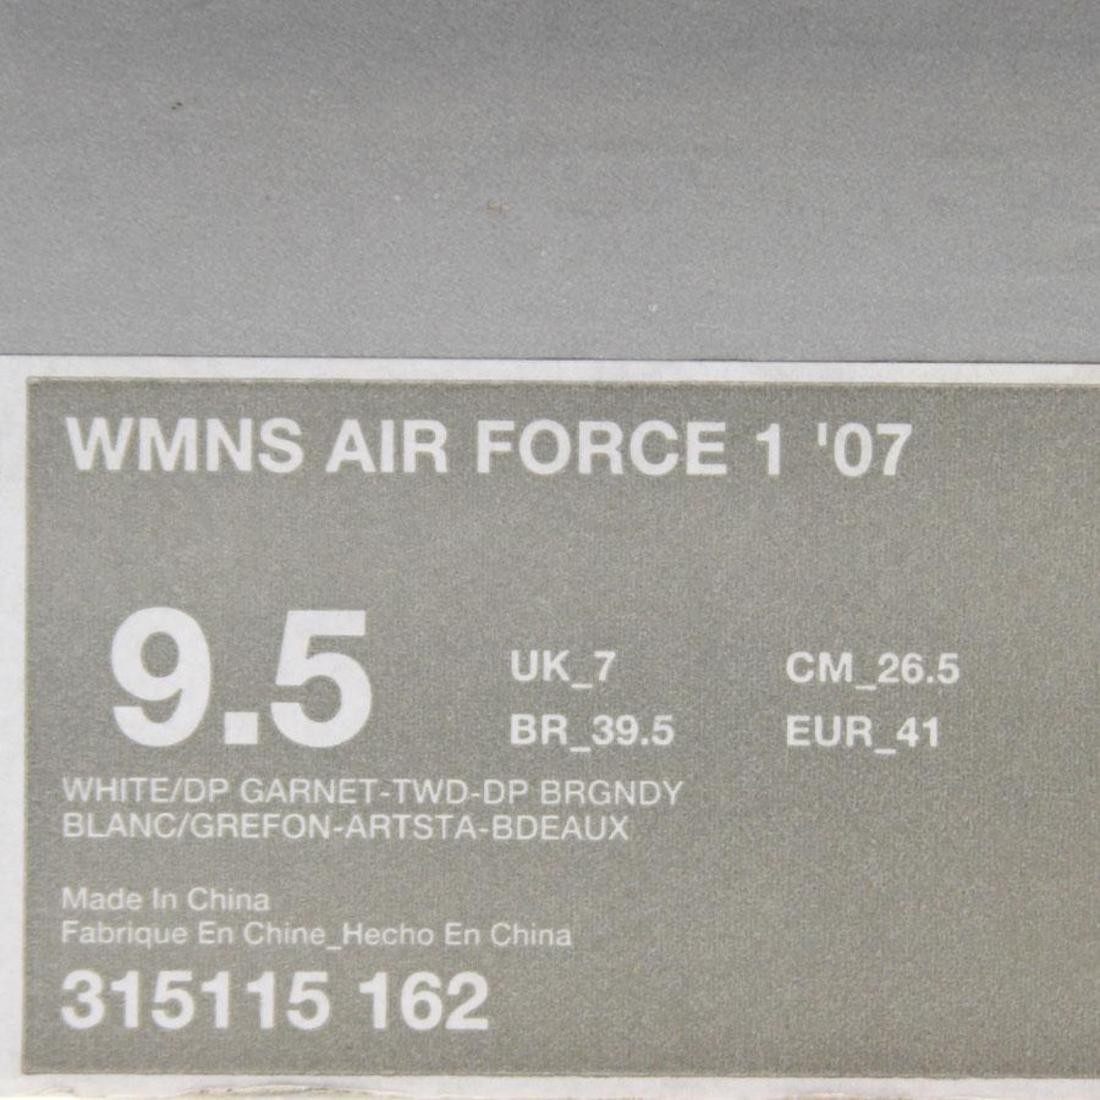 WMNS AIR FORCE 1 '07
9.5
UK_7 CM_26.5
BR_39.5 EUR_41
WHITE/DP GARNET-TWD-DP BRGNDY
BLANC/GREFON-ARTSTA-BDEAUX
Made In China
Fabrique En Chine_Hecho En China
315115 162